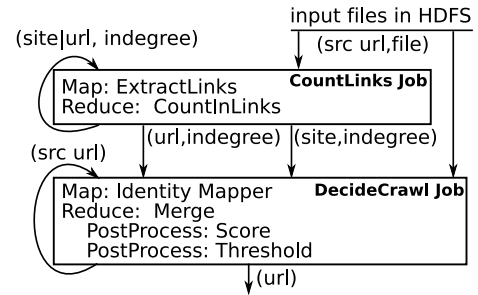 input files in HDFS
(site|url, indegree)
(src url,file)
CountLinks Job
Map: ExtractLinks
Reduce: CountInLinks
(url,indegree)
(site,indegree)
(src url)
Map: Identity Mapper
DecideCrawl Job
Reduce: Merge
PostProcess: Score
PostProcess: Threshold
(url)